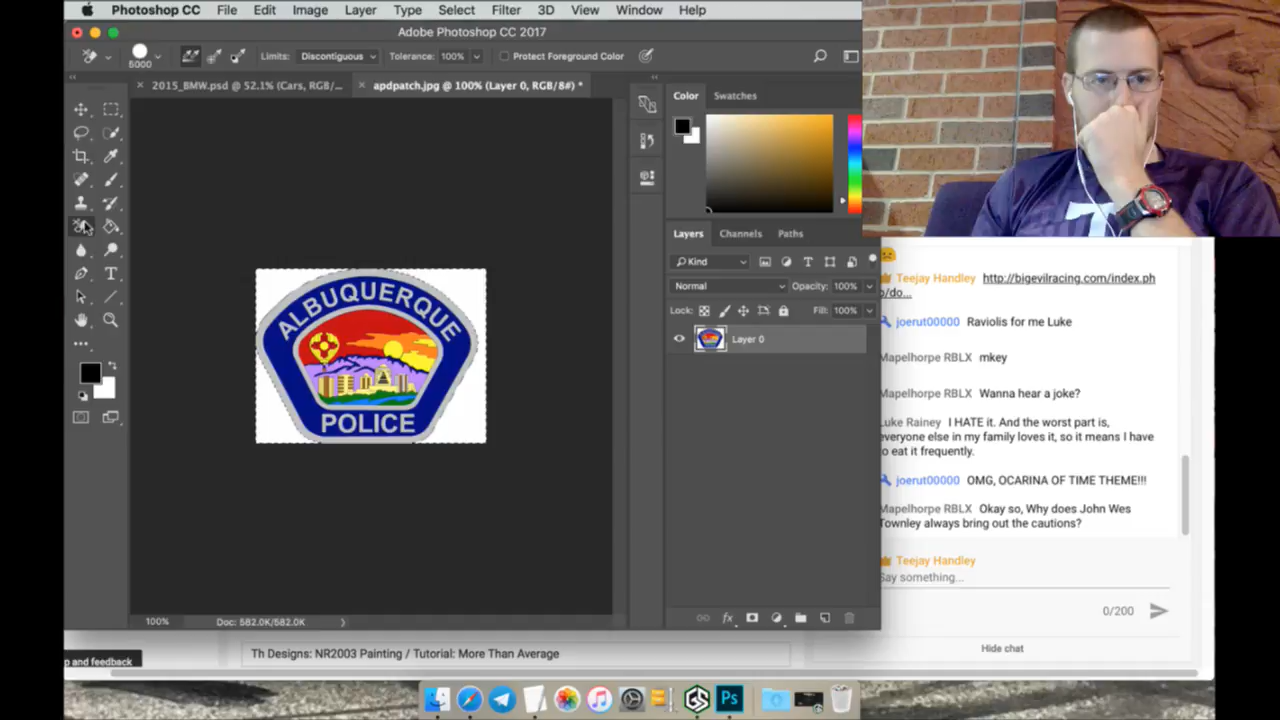 Photoshop CC File Edit Image Layer Type Select Filter 3D View Window Help
Adobe Photoshop CC 2017
5000 Limits: Discontiguous Tolerance: 100% Protect Foreground Color
2015_BMW.psd @ 52.1% (Cars, RGB/... apdpatch.jpg @ 100% (Layer 0, RGB/8#) *
Color Swatches
Layers Channels Paths
Kind
Normal Opacity: 100%
Lock: Fill: 100%
Layer 0
ALBUQUERQUE
POLICE
100% Doc: 582.0K/582.0K
fx
Teejay Handley http://bigevilracing.com/index.ph
p/do...
joerut00000 Raviolis for me Luke
Mapelhorpe RBLX mkey
Mapelhorpe RBLX Wanna hear a joke?
Luke Rainey I HATE it. And the worst part is,
everyone else in my family loves it, so it means I have
to eat it frequently.
joerut00000 OMG, OCARINA OF TIME THEME!!!
Mapelhorpe RBLX Okay so, Why does John Wes
Townley always bring out the cautions?
Teejay Handley
Say something...
0/200
Hide chat
p and feedback
Th Designs: NR2003 Painting / Tutorial: More Than Average
Ps